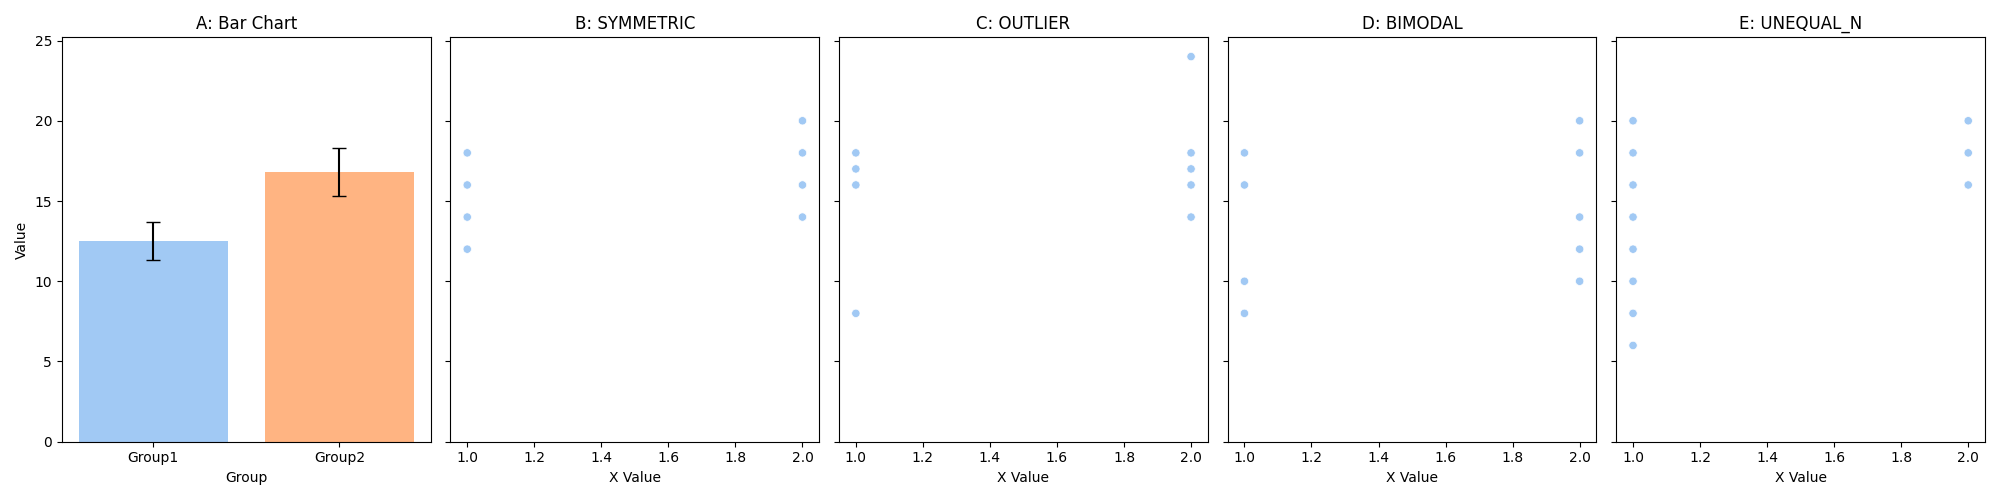 A: Bar Chart
B: SYMMETRIC
C: OUTLIER
D: BIMODAL
E: UNEQUAL_N
25
20
15
10
5
0
Value
Group1 Group2
Group
1.0 1.2 1.4 1.6 1.8 2.0
X Value
1.0 1.2 1.4 1.6 1.8 2.0
X Value
1.0 1.2 1.4 1.6 1.8 2.0
X Value
1.0 1.2 1.4 1.6 1.8 2.0
X Value